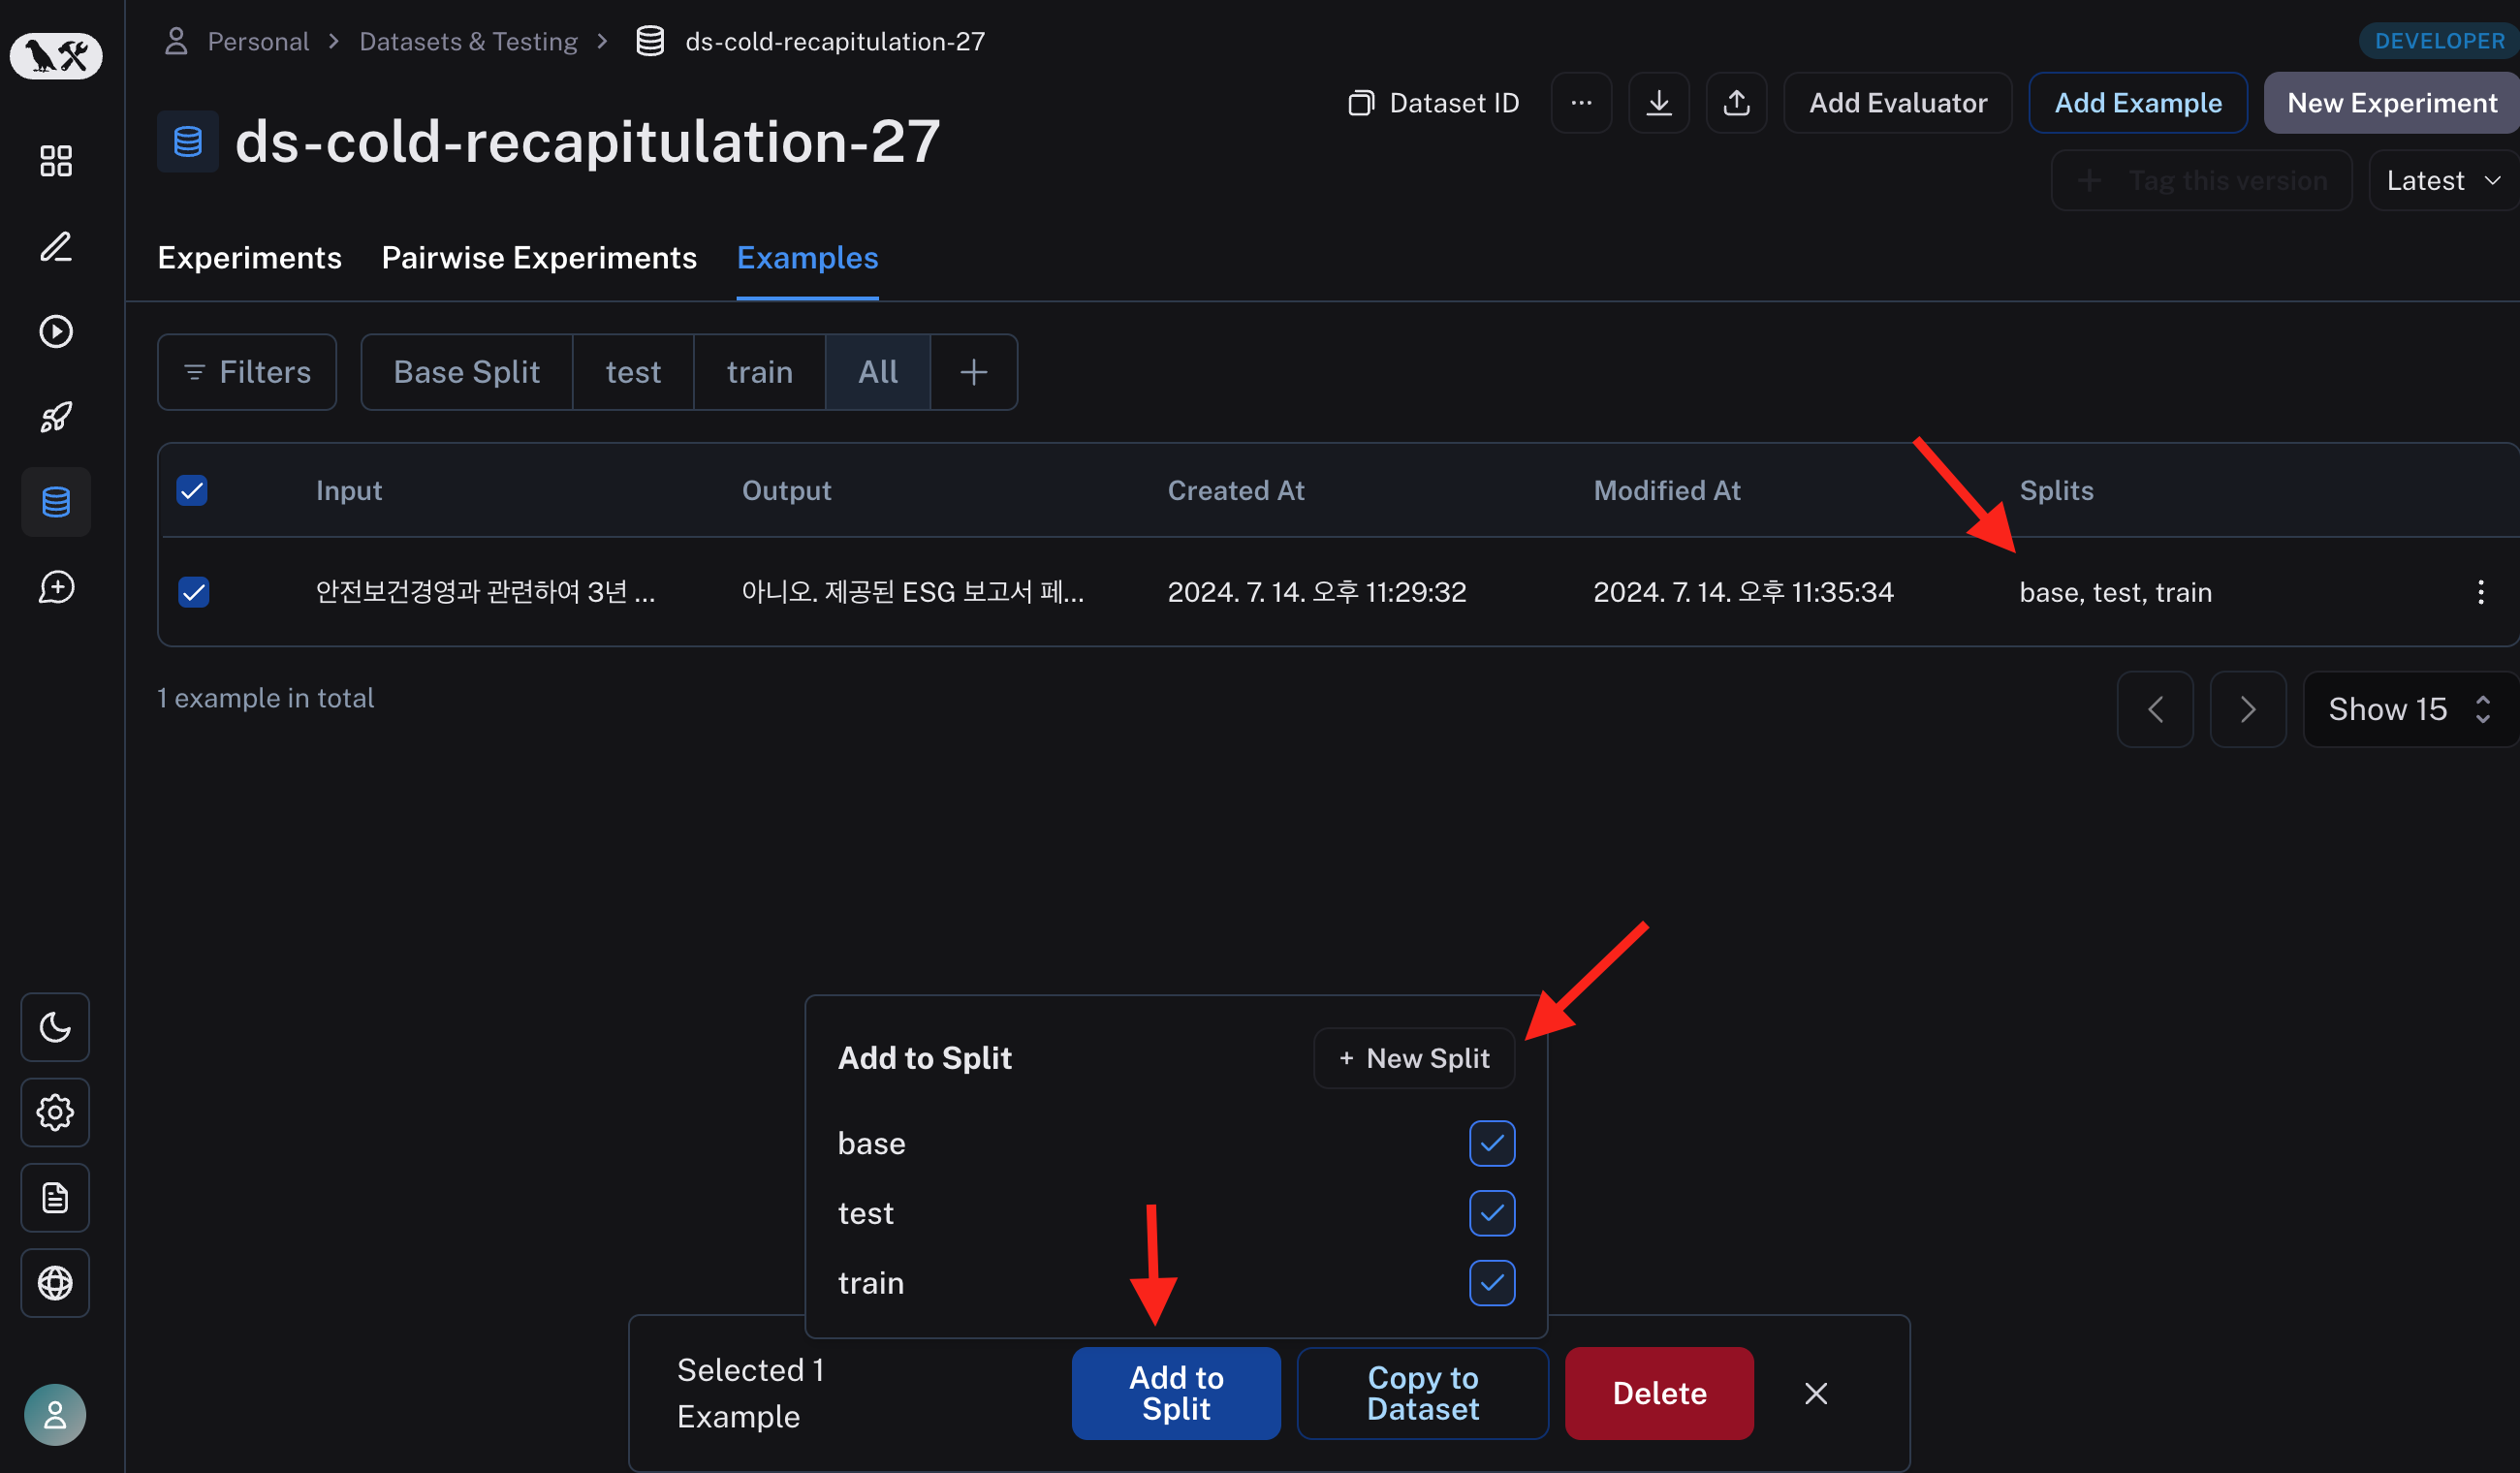 Personal > Datasets & Testing > ds-cold-recapitulation-27
DEVELOPER
Dataset ID
...
Add Evaluator
Add Example
New Experiment
ds-cold-recapitulation-27
+ Tag this version
Latest
Experiments
Pairwise Experiments
Examples
Filters
Base Split
test
train
All
+
Input
Output
Created At
Modified At
Splits
안전보건경영과 관련하여 3년 ...
아니오. 제공된 ESG 보고서 페...
2024. 7. 14. 오후 11:29:32
2024. 7. 14. 오후 11:35:34
base, test, train
1 example in total
Show 15
Add to Split
+ New Split
base
test
train
Selected 1
Example
Add to
Split
Copy to
Dataset
Delete